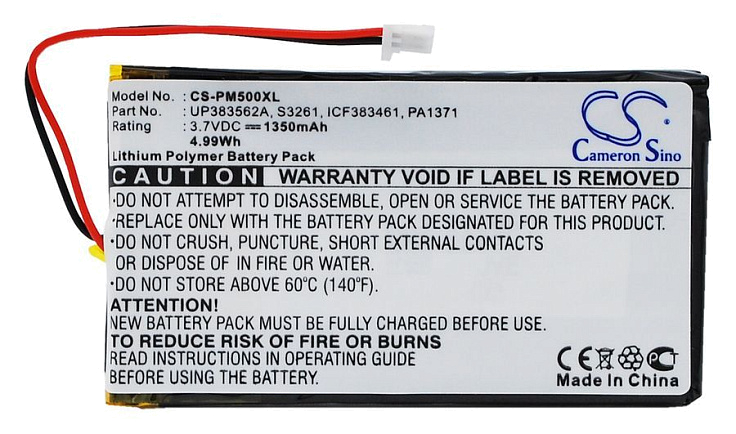 Model No. : CS-PM500XL
Part No. : UP383562A, S3261, ICF383461, PA1371
Rating : 3.7VDC 1350mAh
4.99Wh
Lithium Polymer Battery Pack
CS
Cameron Sino
CAUTION WARRANTY VOID IF LABEL IS REMOVED
•DO NOT ATTEMPT TO DISASSEMBLE, OPEN OR SERVICE THE BATTERY PACK.
•REPLACE ONLY WITH THE BATTERY PACK DESIGNATED FOR THIS PRODUCT.
•DO NOT CRUSH, PUNCTURE, SHORT EXTERNAL CONTACTS
OR DISPOSE OF IN FIRE OR WATER.
•DO NOT STORE ABOVE 60°C (140°F).
ATTENTION:
NEW BATTERY PACK MUST BE FULLY CHARGED BEFORE USE.
TO REDUCE RISK OF FIRE OR BURNS
READ INSTRUCTIONS IN OPERATING GUIDE
BEFORE USING BATTERY PACK.
CE PCT
Made In China